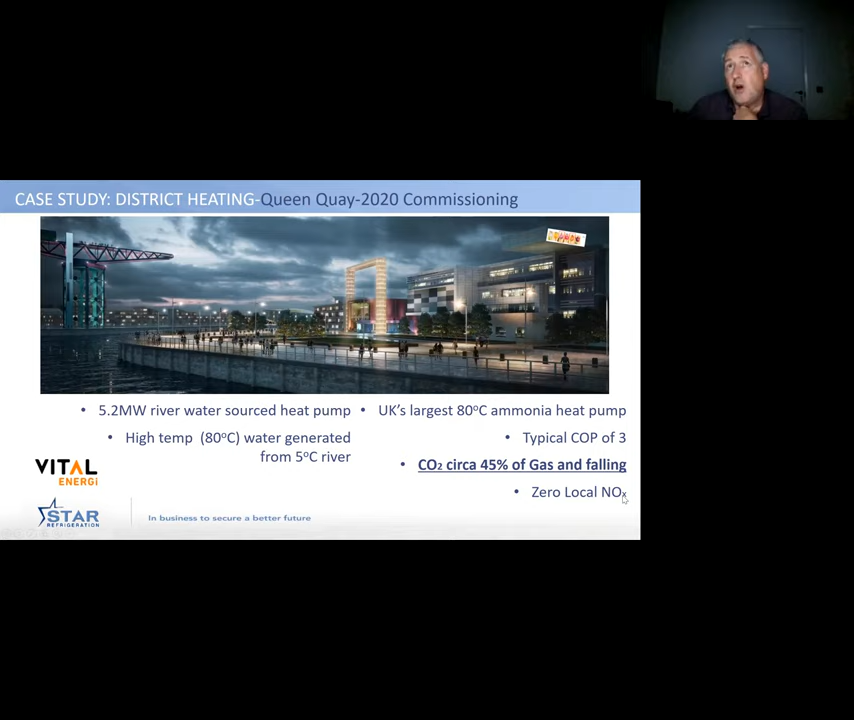 CASE STUDY: DISTRICT HEATING-Queen Quay-2020 Commissioning
• 5.2MW river water sourced heat pump
• High temp (80°C) water generated
from 5°C river
• UK's largest 80°C ammonia heat pump
• Typical COP of 3
• CO₂ circa 45% of Gas and falling
• Zero Local NOₓ
VITAL
ENERGi
STAR
REFRIGERATION
In business to secure a better future